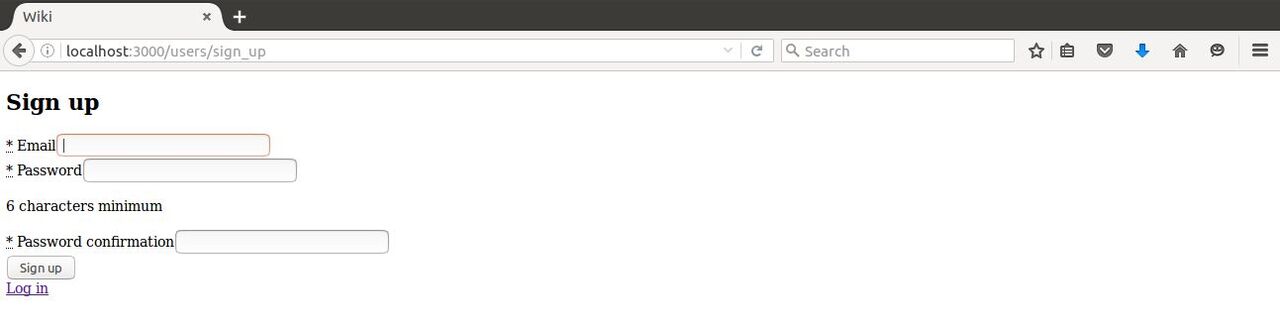 Wiki
localhost:3000/users/sign_up
Search
Sign up
* Email
* Password
6 characters minimum
* Password confirmation
Sign up
Log in